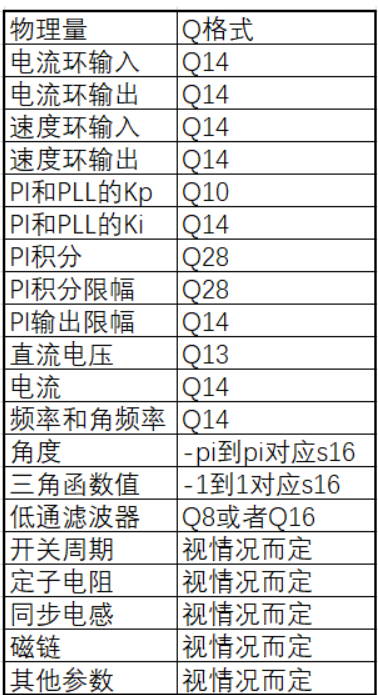 物理量 Q格式
电流环输入 Q14
电流环输出 Q14
速度环输入 Q14
速度环输出 Q14
PI和PLL的Kp Q10
PI和PLL的Ki Q14
PI积分 Q28
PI积分限幅 Q28
PI输出限幅 Q14
直流电压 Q13
电流 Q14
频率和角频率 Q14
角度 -pi到pi对应s16
三角函数值 -1到1对应s16
低通滤波器 Q8或者Q16
开关周期 视情况而定
定子电阻 视情况而定
同步电感 视情况而定
磁链 视情况而定
其他参数 视情况而定